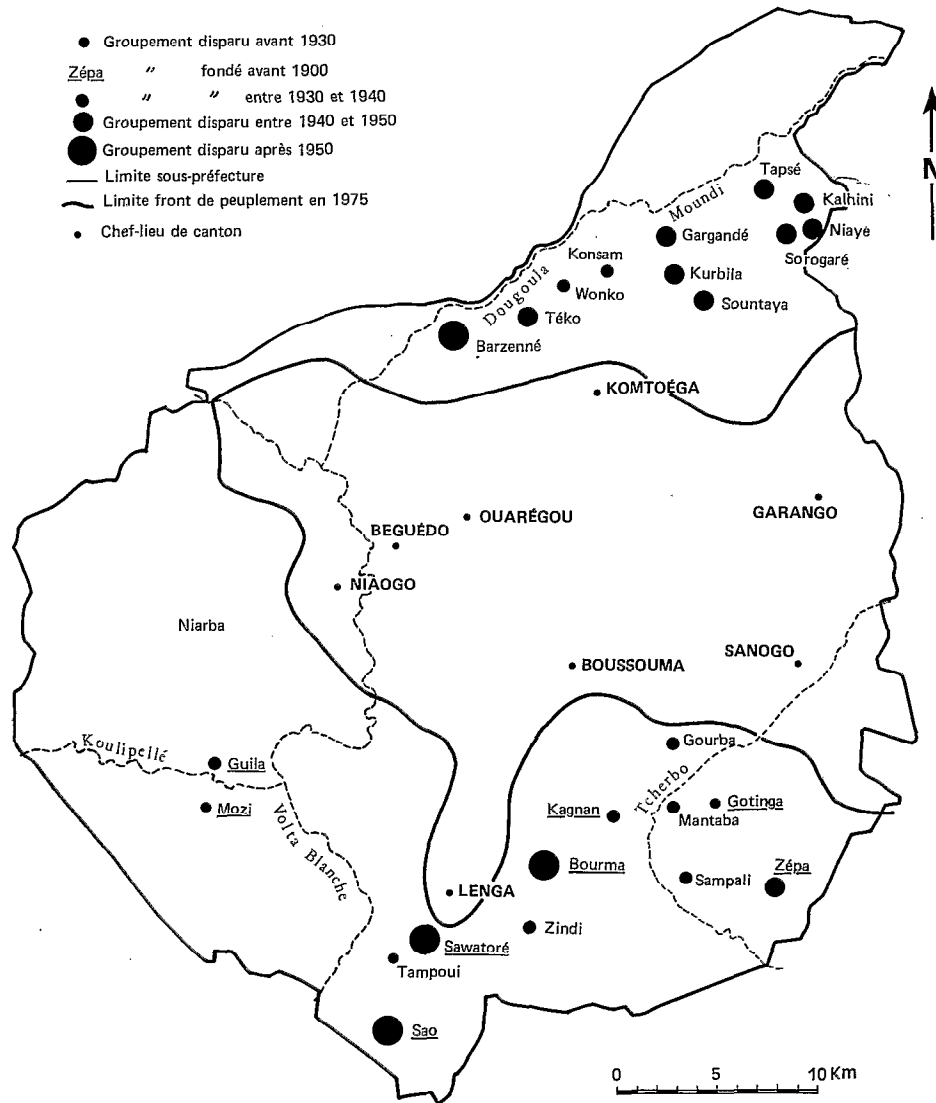 Groupement disparu avant 1930
Zépa " fondé avant 1900
" " entre 1930 et 1940
Groupement disparu entre 1940 et 1950
Groupement disparu après 1950
Limite sous-préfecture
Limite front de peuplement en 1975
Chef-lieu de canton
N
Tapsé
Kalhini
Moundi
Niaye
Gargandé
Sorogaré
Konsam
Kurbila
Wonko
Dougoula
Sountaya
Téko
Barzenné
KOMTOÉGA
GARANGO
OUARÉGOU
BEGUÉDO
NIAOGO
Niarba
SANOGO
BOUSSOUMA
Koulipellé
Gourba
Guila
Tcherbo
Mozi
Kagnan
Gotinga
Mantaba
Volta Blanche
Bourma
Zépa
Sampali
LENGA
Zindi
Sawatoré
Tampoui
Sao
0 5 10 Km